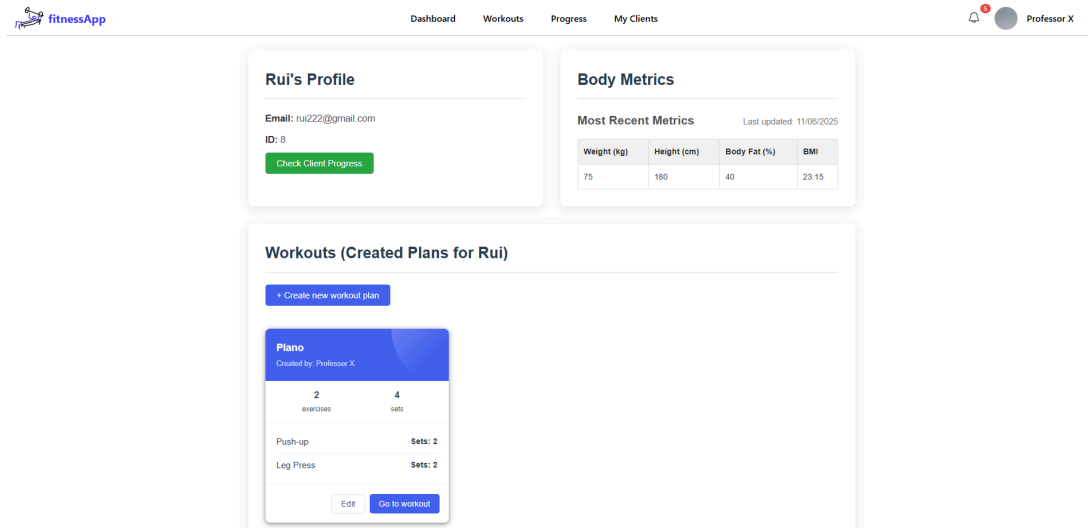 fitnessApp
Dashboard Workouts Progress My Clients
5
Professor X
Rui's Profile
Email: rui222@gmail.com
ID: 8
Check Client Progress
Body Metrics
Most Recent Metrics Last updated: 11/06/2025
Weight (kg) Height (cm) Body Fat (%) BMI
75 180 40 23.15
Workouts (Created Plans for Rui)
+ Create new workout plan
Plano
Created by: Professor X
2 4
exercises sets
Push-up Sets: 2
Leg Press Sets: 2
Edit Go to workout